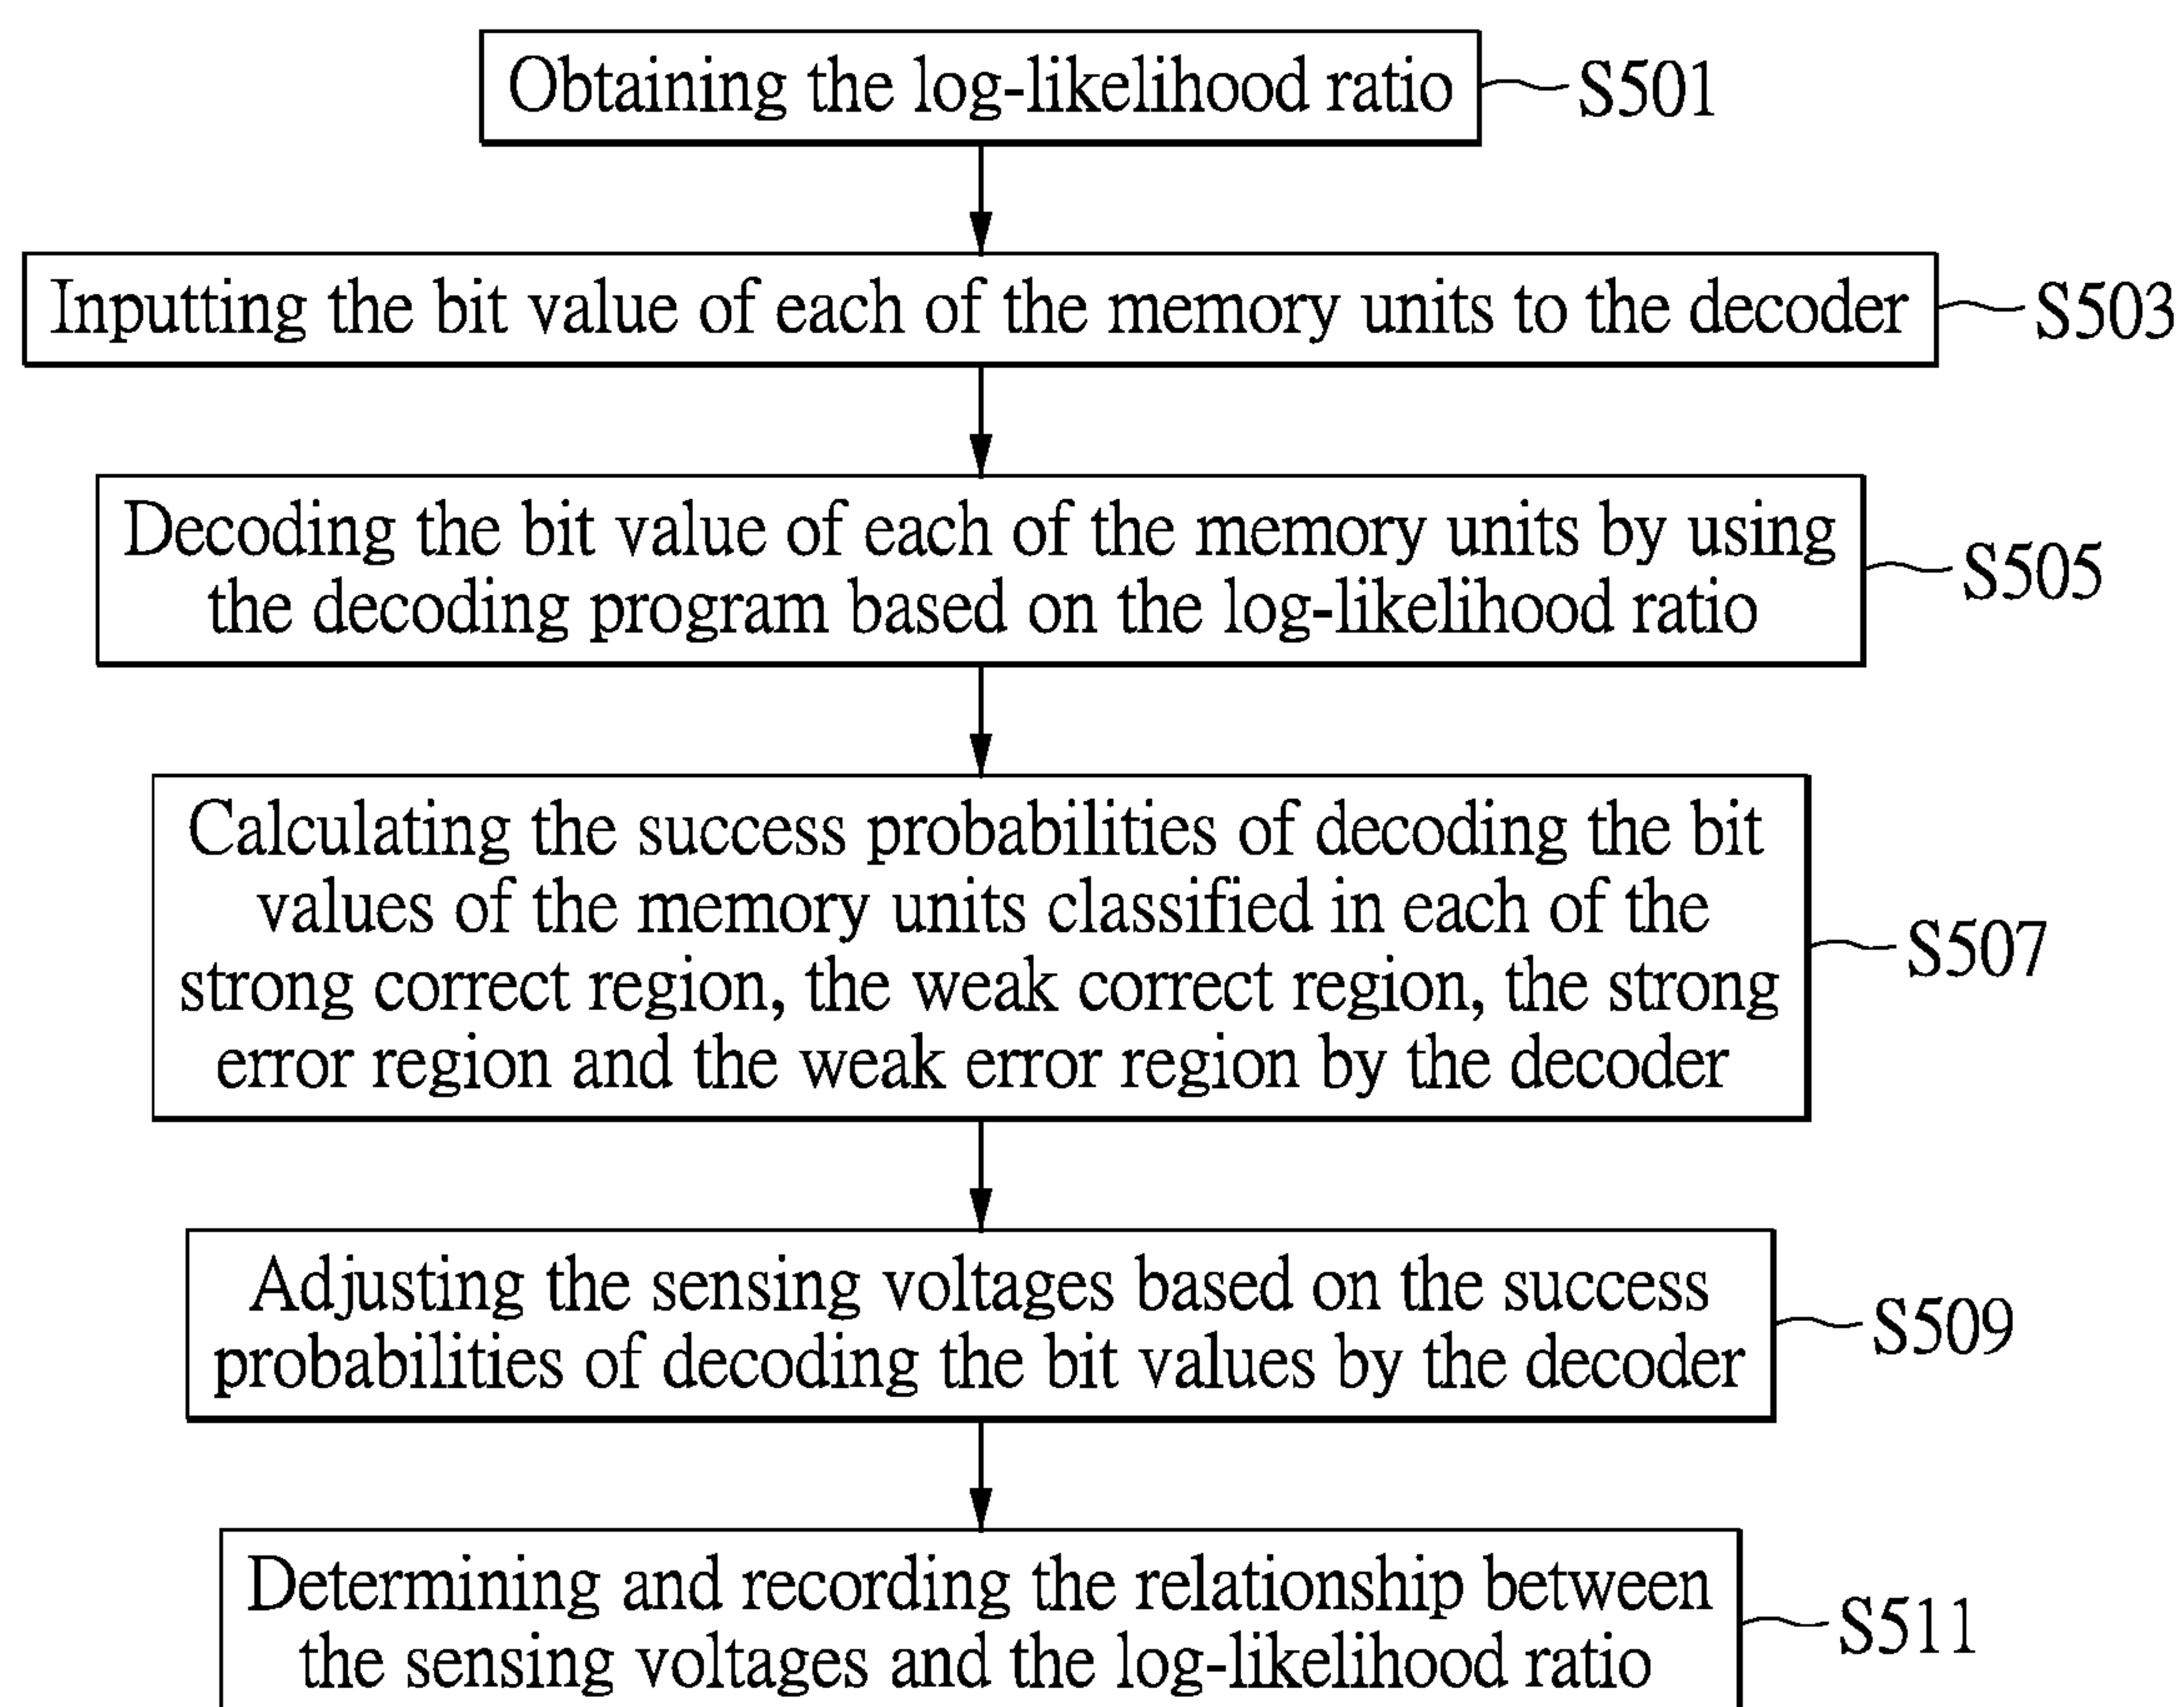 Obtaining the log-likelihood ratio
S501
Inputting the bit value of each of the memory units to the decoder
S503
Decoding the bit value of each of the memory units by using
the decoding program based on the log-likelihood ratio
S505
Calculating the success probabilities of decoding the bit
values of the memory units classified in each of the
strong correct region, the weak correct region, the strong
error region and the weak error region by the decoder
S507
Adjusting the sensing voltages based on the success
probabilities of decoding the bit values by the decoder
S509
Determining and recording the relationship between
the sensing voltages and the log-likelihood ratio
S511